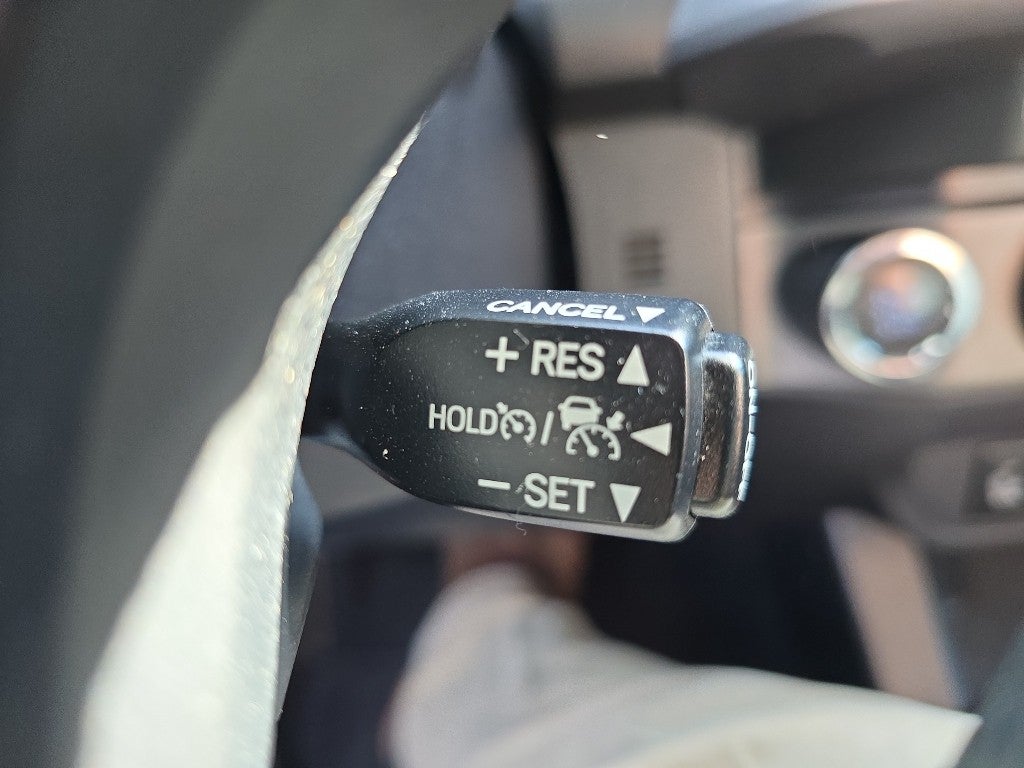 CANCEL ▼
+ RES ▲
HOLD / ◀
− SET ▼